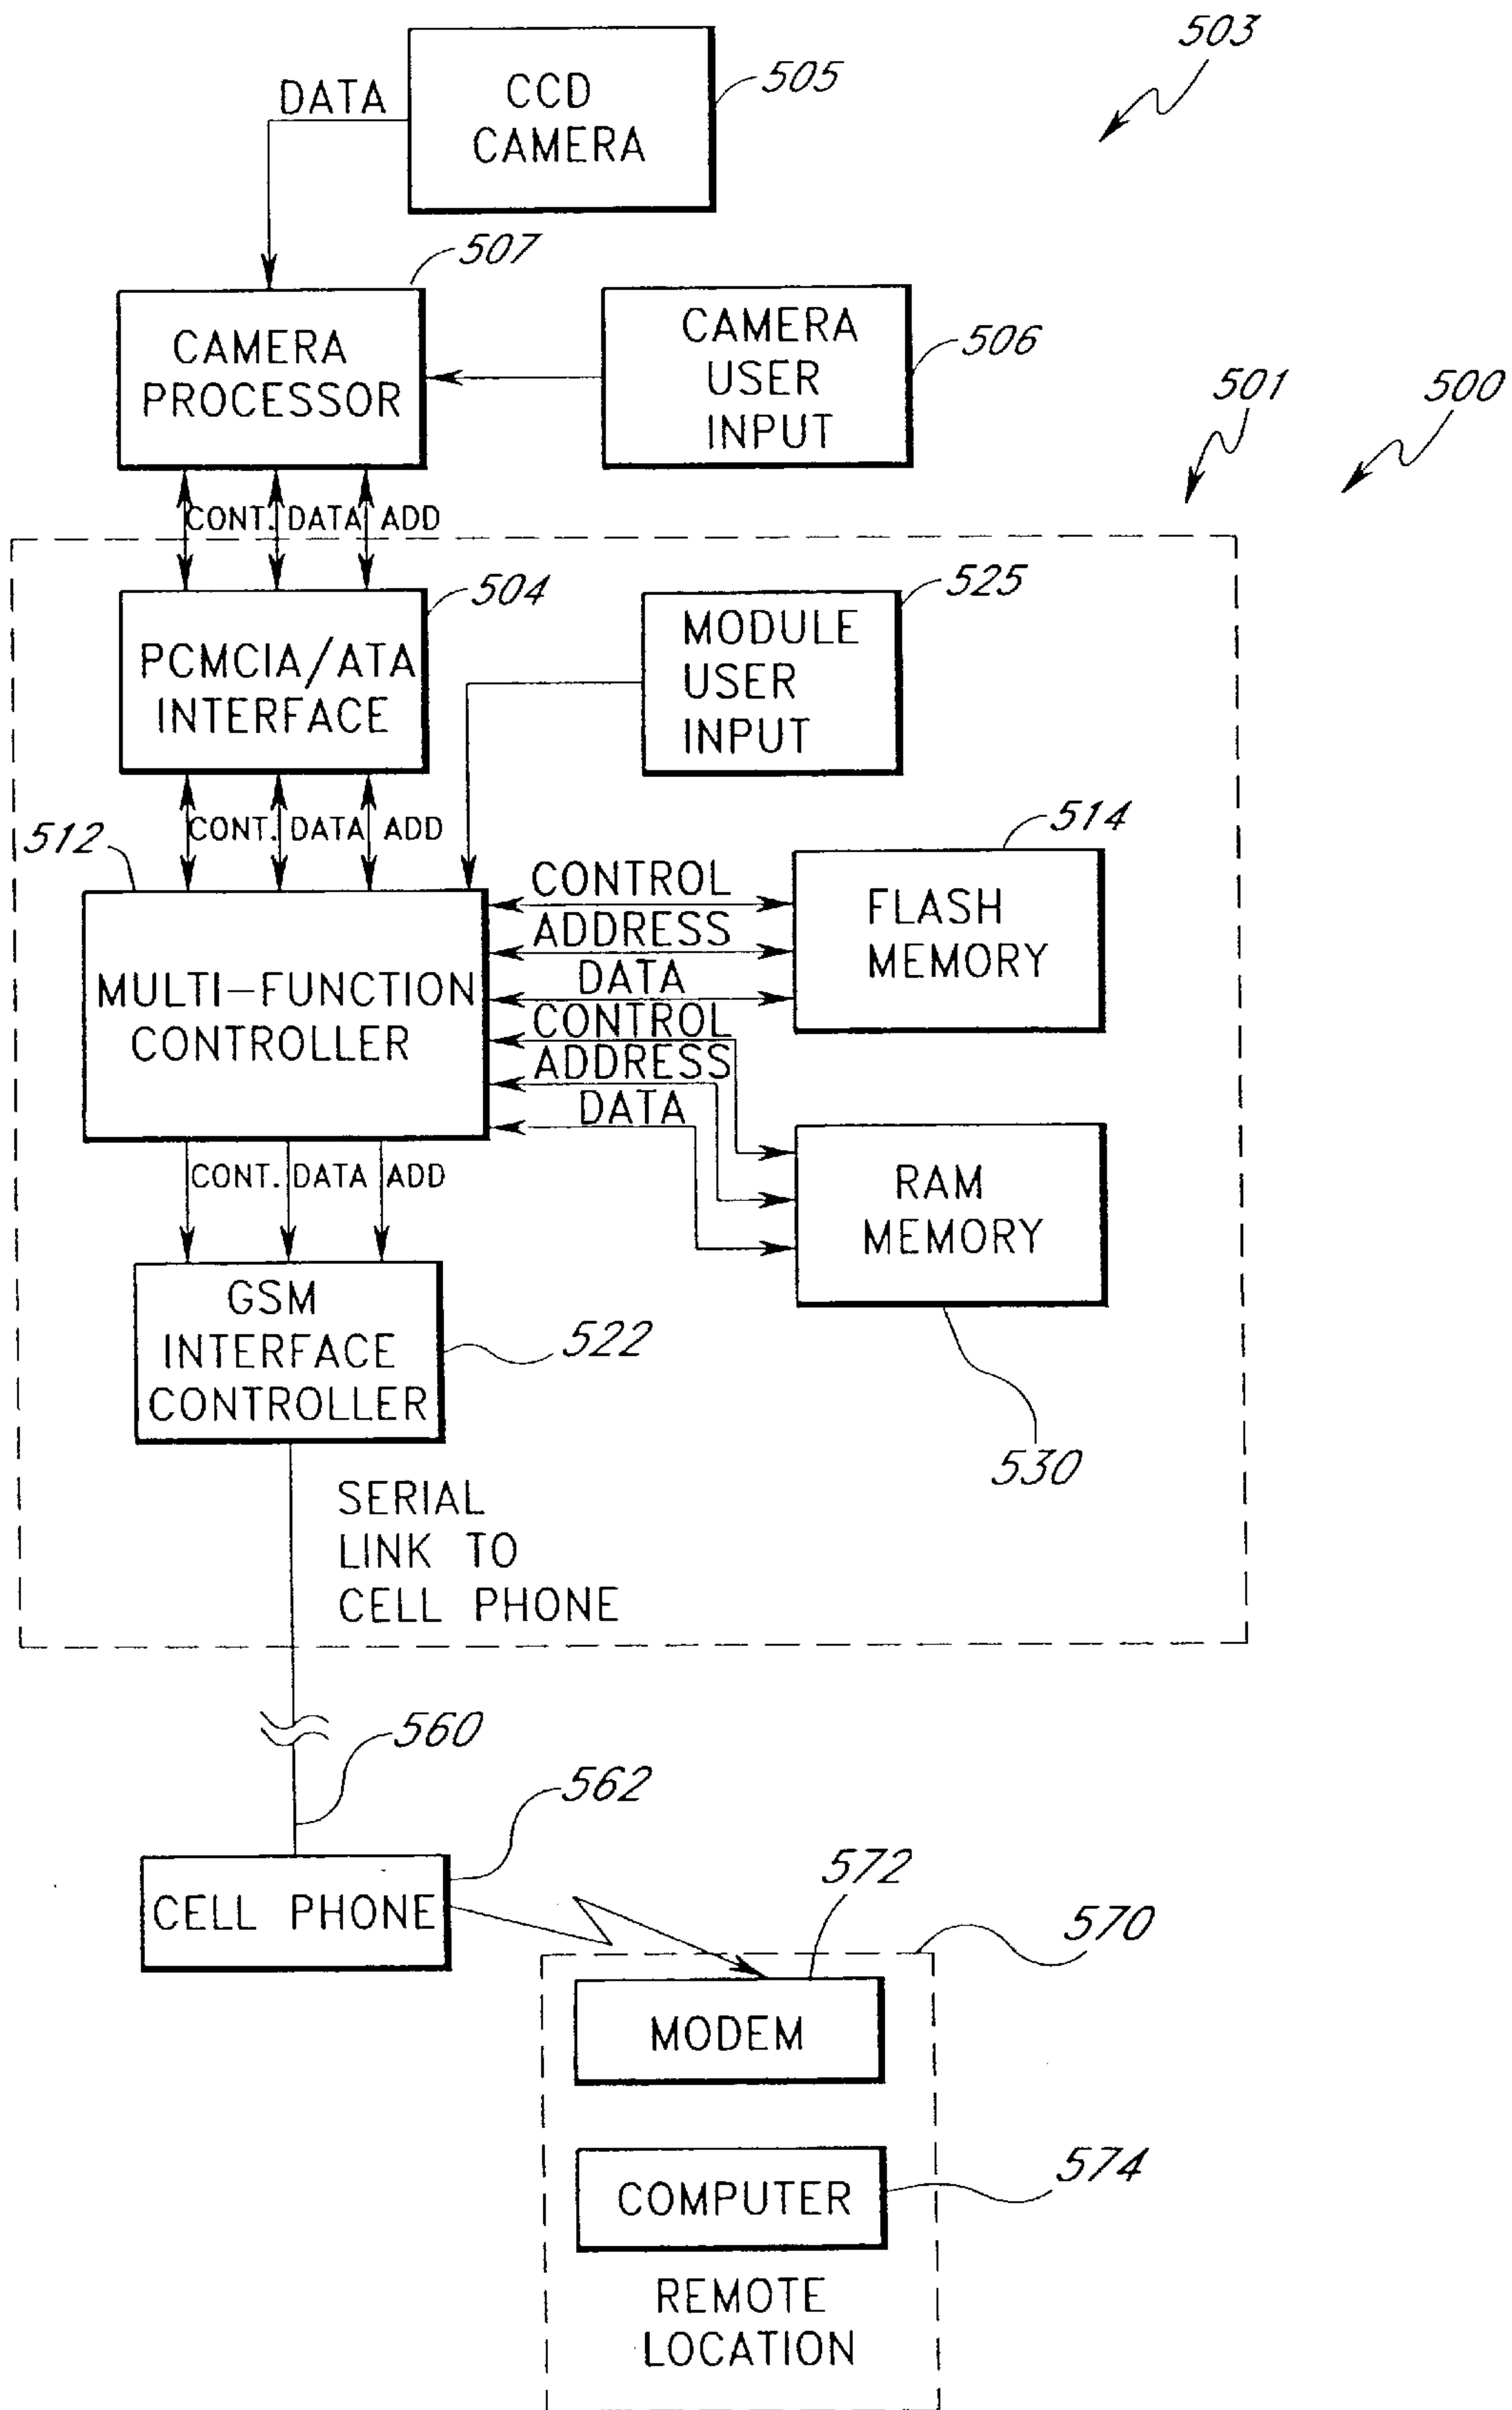 503
CCD
CAMERA
505
DATA
507
CAMERA
PROCESSOR
CAMERA
USER
INPUT
506
501
500
CONT. DATA ADD
504
PCMCIA/ATA
INTERFACE
525
MODULE
USER
INPUT
CONT. DATA ADD
512
514
CONTROL
ADDRESS
DATA
CONTROL
ADDRESS
DATA
FLASH
MEMORY
MULTI-FUNCTION
CONTROLLER
RAM
MEMORY
CONT. DATA ADD
GSM
INTERFACE
CONTROLLER
522
530
SERIAL
LINK TO
CELL PHONE
560
562
CELL PHONE
572
570
MODEM
COMPUTER
574
REMOTE
LOCATION